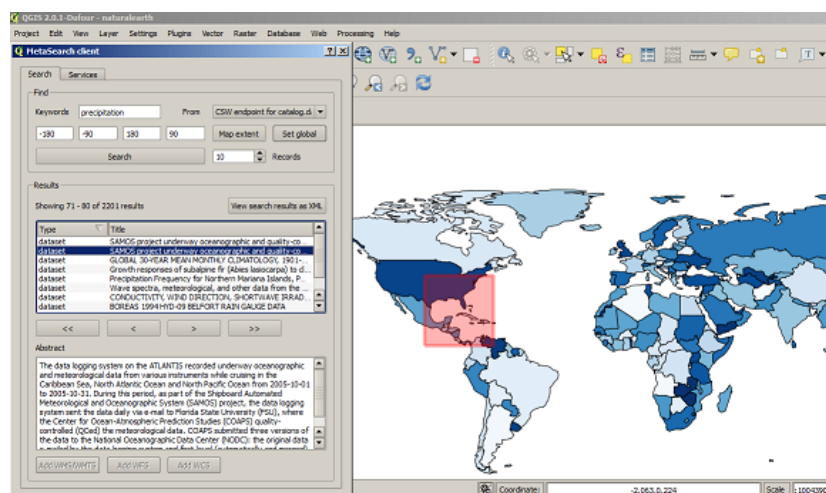 QGIS 2.0.1-Dufour - naturalearth
Project Edit View Layer Settings Plugins Vector Raster Database Web Processing Help
MetaSearch client
Search Services
Find
Keywords precipitation From CSW endpoint for catalog.d
-180 -90 180 90 Map extent Set global
Search 10 Records
Results
Showing 71 - 80 of 2201 results View search results as XML
Type Title
dataset SAMOS project underway oceanographic and quality-co...
dataset SAMOS project underway oceanographic and quality-co...
dataset GLOBAL 30-YEAR MEAN MONTHLY CLIMATOLOGY, 1901-...
dataset Growth responses of subalpine fir (Abies lasiocarpa) to d...
dataset Precipitation Frequency for Northern Mariana Islands, P...
dataset Wave spectra, meteorological, and other data from the ...
dataset CONDUCTIVITY, WIND DIRECTION, SHORTWAVE IRRAD...
dataset BOREAS 1994 HYD-09 BELFORT RAIN GAUGE DATA
<< < > >>
Abstract
The data logging system on the ATLANTIS recorded underway oceanographic
and meteorological data from various instruments while cruising in the
Caribbean Sea, North Atlantic Ocean and North Pacific Ocean from 2005-10-01
to 2005-10-31. During this period, as part of the Shipboard Automated
Meteorological and Oceanographic System (SAMOS) project, the data logging
system sent the data daily via e-mail to Florida State University (FSU), where
the Center for Ocean-Atmospheric Prediction Studies (COAPS) quality-
controlled (QCed) the meteorological data. COAPS submitted three versions of
the data to the National Oceanographic Data Center (NODC): the original data
Add WMS/WMTS Add WFS Add WCS
Coordinate: -2.063,0.224 Scale